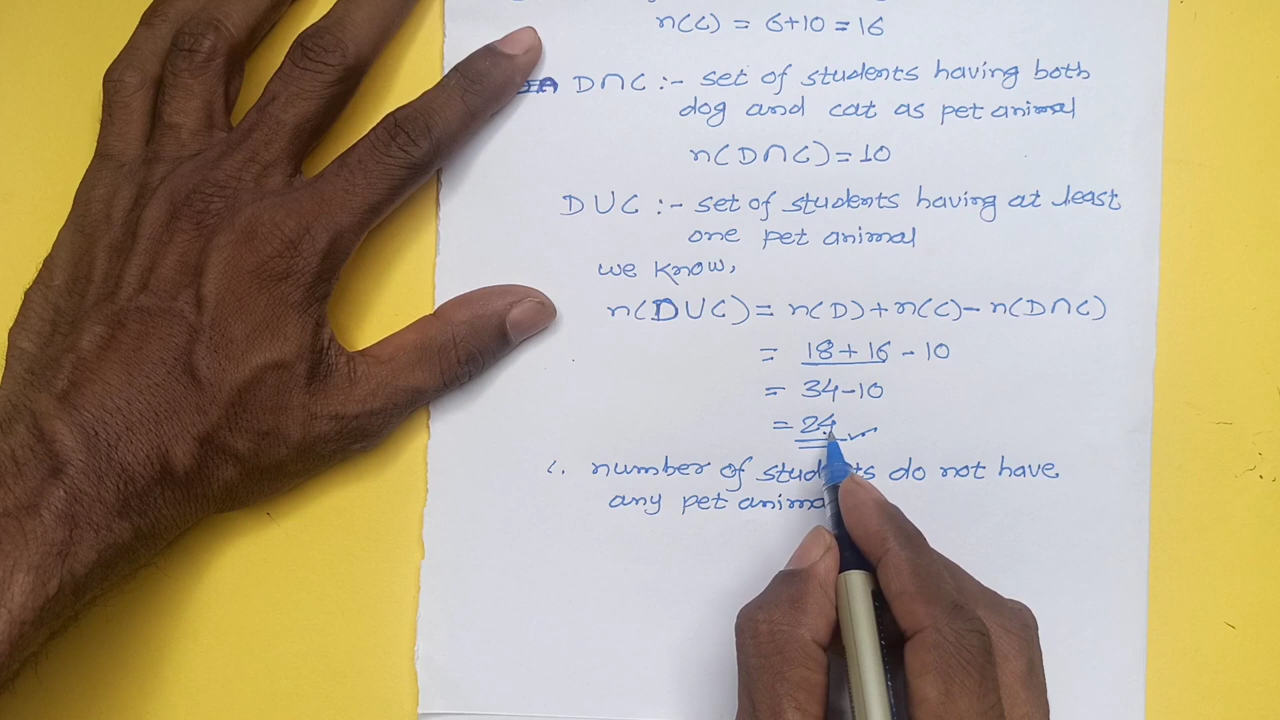 n(C) = 6+10 = 16
D∩C :- set of students having both
dog and cat as pet animal
n(D∩C) = 10
D∪C :- set of students having at least
one pet animal
we know,
n(D∪C) = n(D) + n(C) - n(D∩C)
= 18 + 16 - 10
= 34 - 10
= 24
∴ number of students do not have
any pet animal